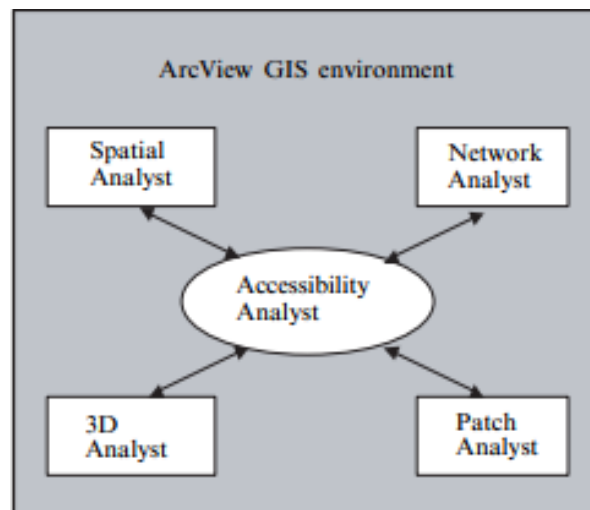 ArcView GIS environment
Spatial
Analyst
Network
Analyst
Accessibility
Analyst
3D
Analyst
Patch
Analyst